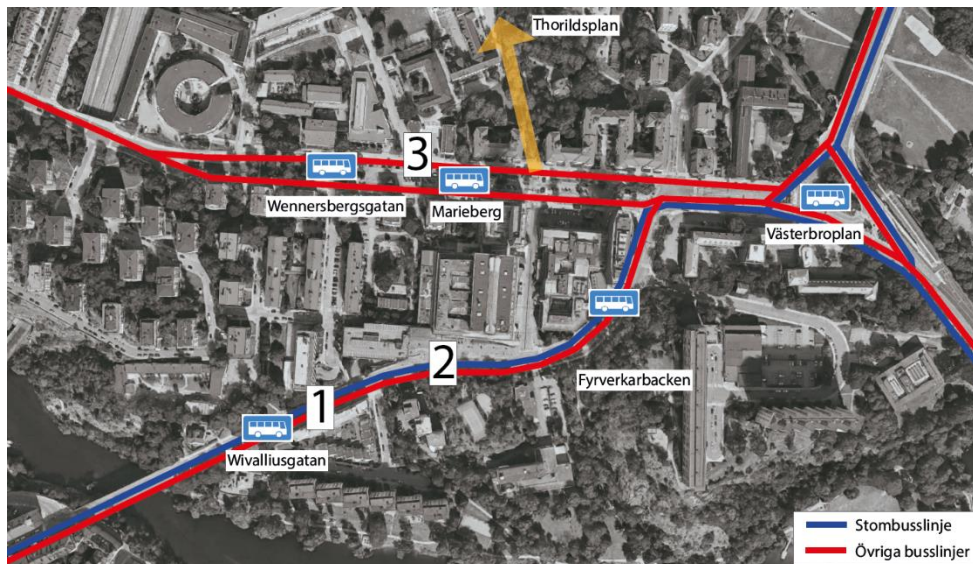 Thorildsplan
3
Wennersbergsgatan
Marieberg
Västerbroplan
2
Fyrverkarbacken
1
Wivalliusgatan
Stombusslinje
Övriga busslinjer